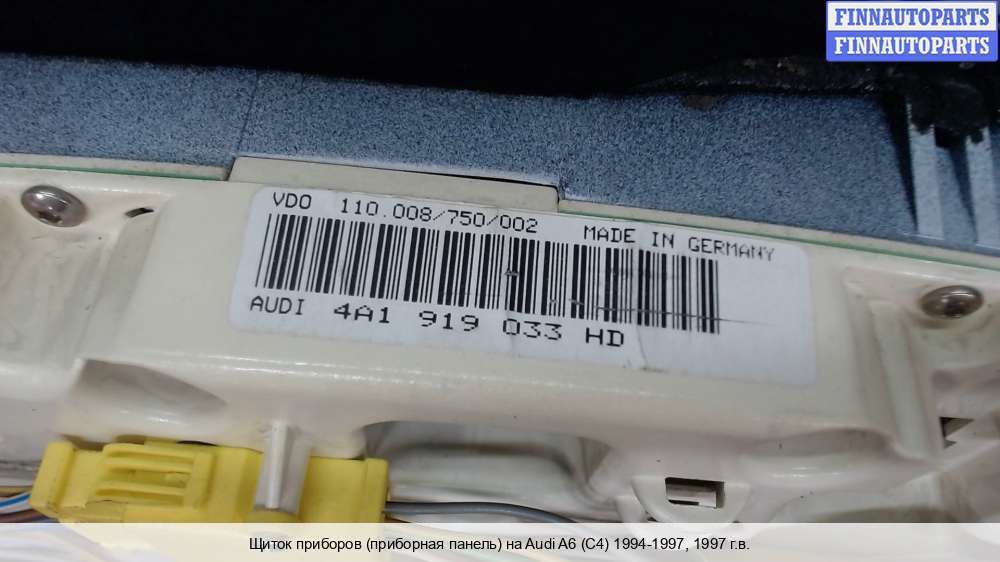 FINNAUTOPARTS
FINNAUTOPARTS
VDO 110.008/750/002 MADE IN GERMANY
AUDI 4A1 919 033 HD
Щиток приборов (приборная панель) на Audi A6 (C4) 1994-1997, 1997 г.в.